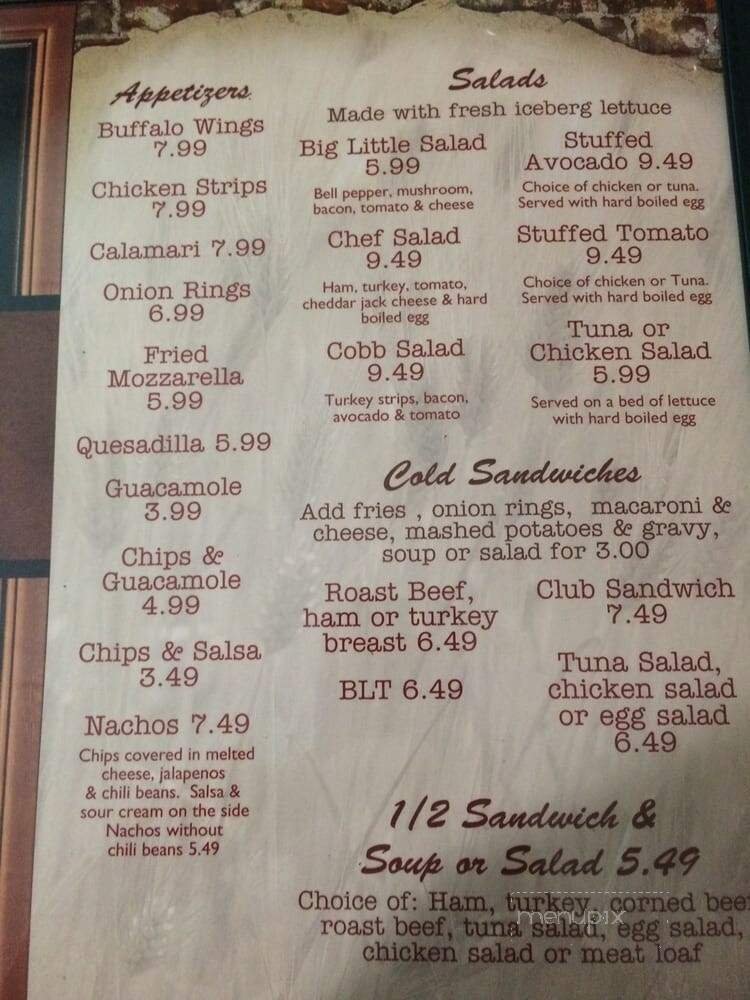 Appetizers
Buffalo Wings
7.99
Chicken Strips
7.99
Calamari 7.99
Onion Rings
6.99
Fried
Mozzarella
5.99
Quesadilla 5.99
Guacamole
3.99
Chips &
Guacamole
4.99
Chips & Salsa
3.49
Nachos 7.49
Chips covered in melted
cheese, jalapenos
& chili beans. Salsa &
sour cream on the side
Nachos without
chili beans 5.49
Salads
Made with fresh iceberg lettuce
Big Little Salad
5.99
Bell pepper, mushroom,
bacon, tomato & cheese
Chef Salad
9.49
Ham, turkey, tomato,
cheddar jack cheese & hard
boiled egg
Cobb Salad
9.49
Turkey strips, bacon,
avocado & tomato
Stuffed
Avocado 9.49
Choice of chicken or tuna.
Served with hard boiled egg
Stuffed Tomato
9.49
Choice of chicken or Tuna.
Served with hard boiled egg
Tuna or
Chicken Salad
5.99
Served on a bed of lettuce
with hard boiled egg
Cold Sandwiches
Add fries , onion rings, macaroni &
cheese, mashed potatoes & gravy,
soup or salad for 3.00
Roast Beef,
ham or turkey
breast 6.49
BLT 6.49
Club Sandwich
7.49
Tuna Salad,
chicken salad
or egg salad
6.49
1/2 Sandwich &
Soup or Salad 5.49
Choice of: Ham, turkey, corned beef
roast beef, tuna salad, egg salad,
chicken salad or meat loaf
menupix